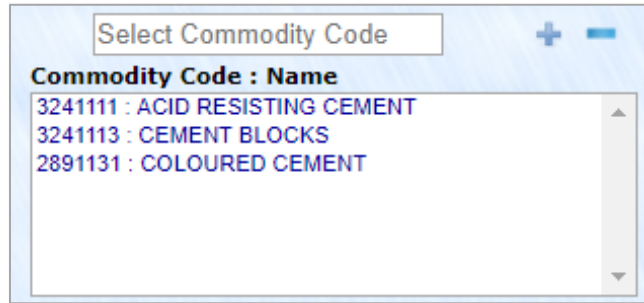 Select Commodity Code
Commodity Code : Name
3241111 : ACID RESISTING CEMENT
3241113 : CEMENT BLOCKS
2891131 : COLOURED CEMENT